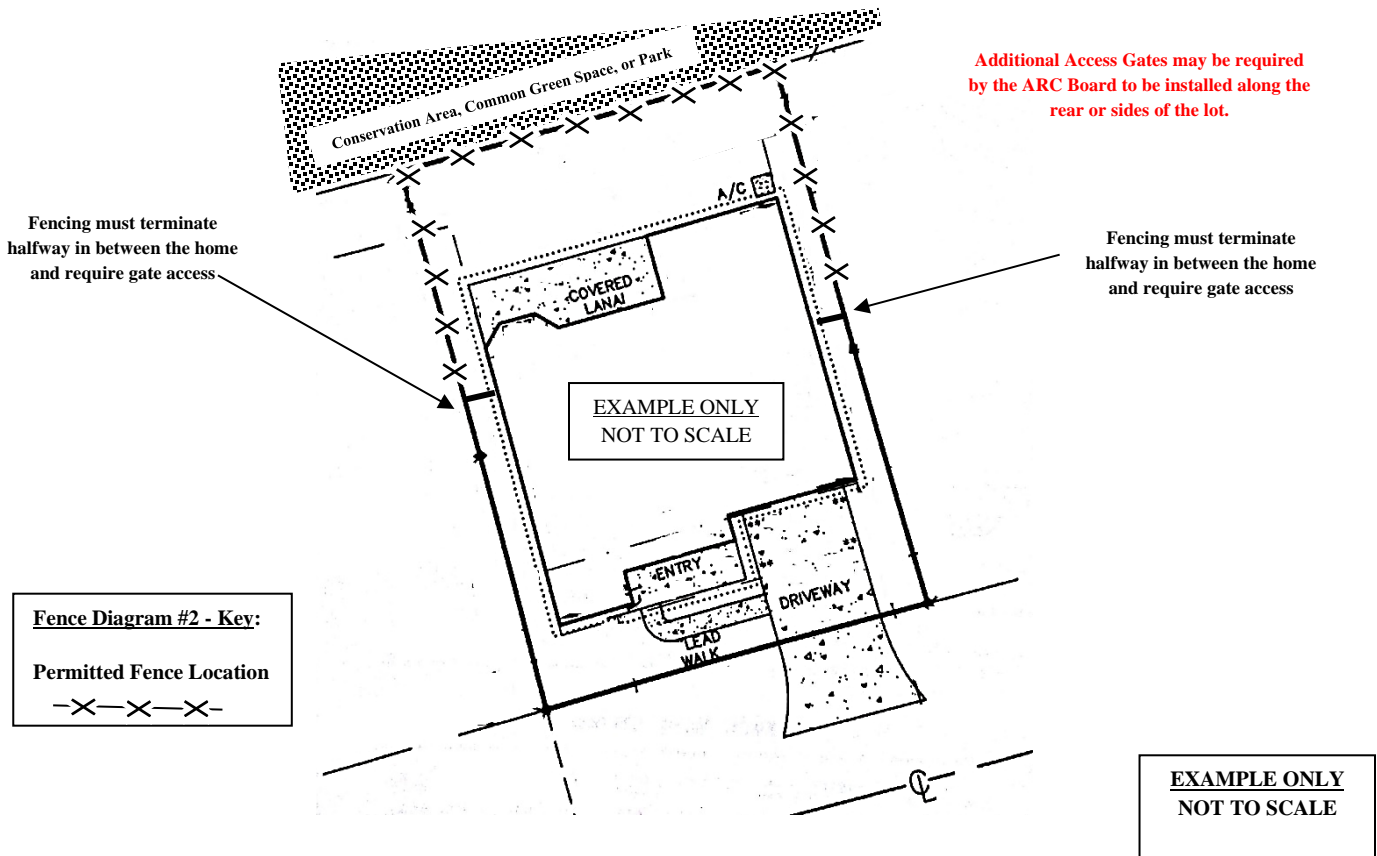 Conservation Area, Common Green Space, or Park
Additional Access Gates may be required
by the ARC Board to be installed along the
rear or sides of the lot.
A/C
Fencing must terminate
halfway in between the home
and require gate access
Fencing must terminate
halfway in between the home
and require gate access
COVERED
LANAI
EXAMPLE ONLY
NOT TO SCALE
ENTRY
DRIVEWAY
LEAD
WALK
Fence Diagram #2 - Key:
Permitted Fence Location
CL
EXAMPLE ONLY
NOT TO SCALE